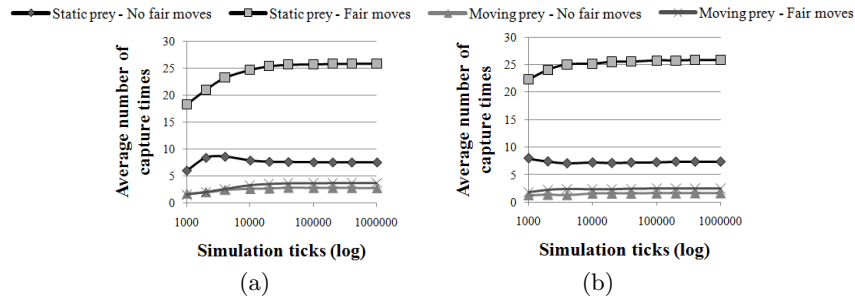 Static prey - No fair moves Static prey - Fair moves Moving prey - No fair moves Moving prey - Fair moves
Average number of
capture times
30
25
20
15
10
5
0
1000 10000 100000 1000000
Simulation ticks (log)
(a)
Average number of
capture times
30
25
20
15
10
5
0
1000 10000 100000 1000000
Simulation ticks (log)
(b)